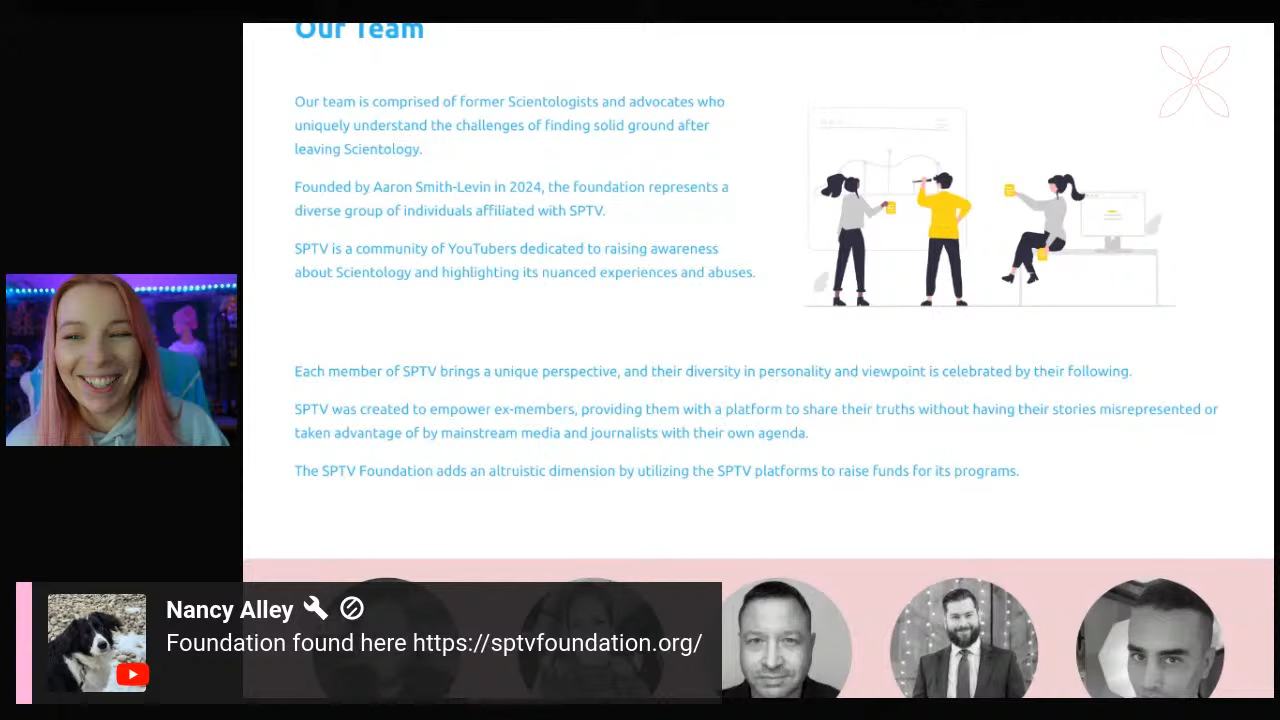 Our Team
Our team is comprised of former Scientologists and advocates who
uniquely understand the challenges of finding solid ground after
leaving Scientology.
Founded by Aaron Smith-Levin in 2024, the foundation represents a
diverse group of individuals affiliated with SPTV.
SPTV is a community of YouTubers dedicated to raising awareness
about Scientology and highlighting its nuanced experiences and abuses.
Each member of SPTV brings a unique perspective, and their diversity in personality and viewpoint is celebrated by their following.
SPTV was created to empower ex-members, providing them with a platform to share their truths without having their stories misrepresented or
taken advantage of by mainstream media and journalists with their own agenda.
The SPTV Foundation adds an altruistic dimension by utilizing the SPTV platforms to raise funds for its programs.
Nancy Alley
Foundation found here https://sptvfoundation.org/